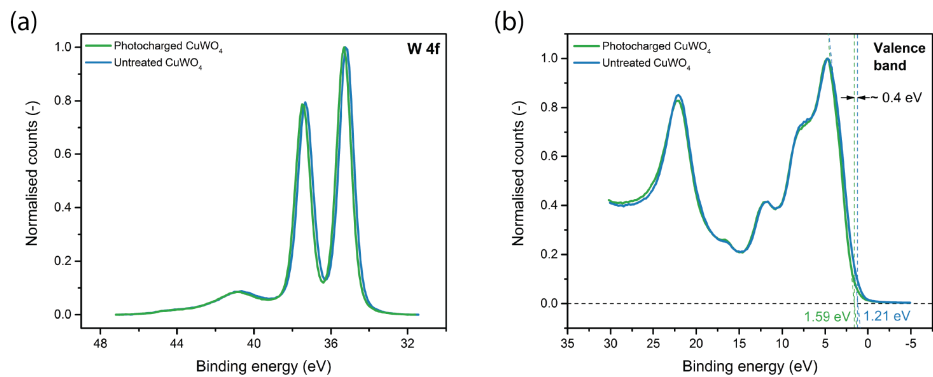 (a)
Photocharged CuWO4
Untreated CuWO4
W 4f
Normalised counts (-)
1.0
0.8
0.6
0.4
0.2
0.0
48
44
40
36
32
Binding energy (eV)
(b)
Photocharged CuWO4
Untreated CuWO4
Valence
band
~ 0.4 eV
Normalised counts (-)
1.0
0.8
0.6
0.4
0.2
0.0
1.59 eV
1.21 eV
35
30
25
20
15
10
5
0
-5
Binding energy (eV)